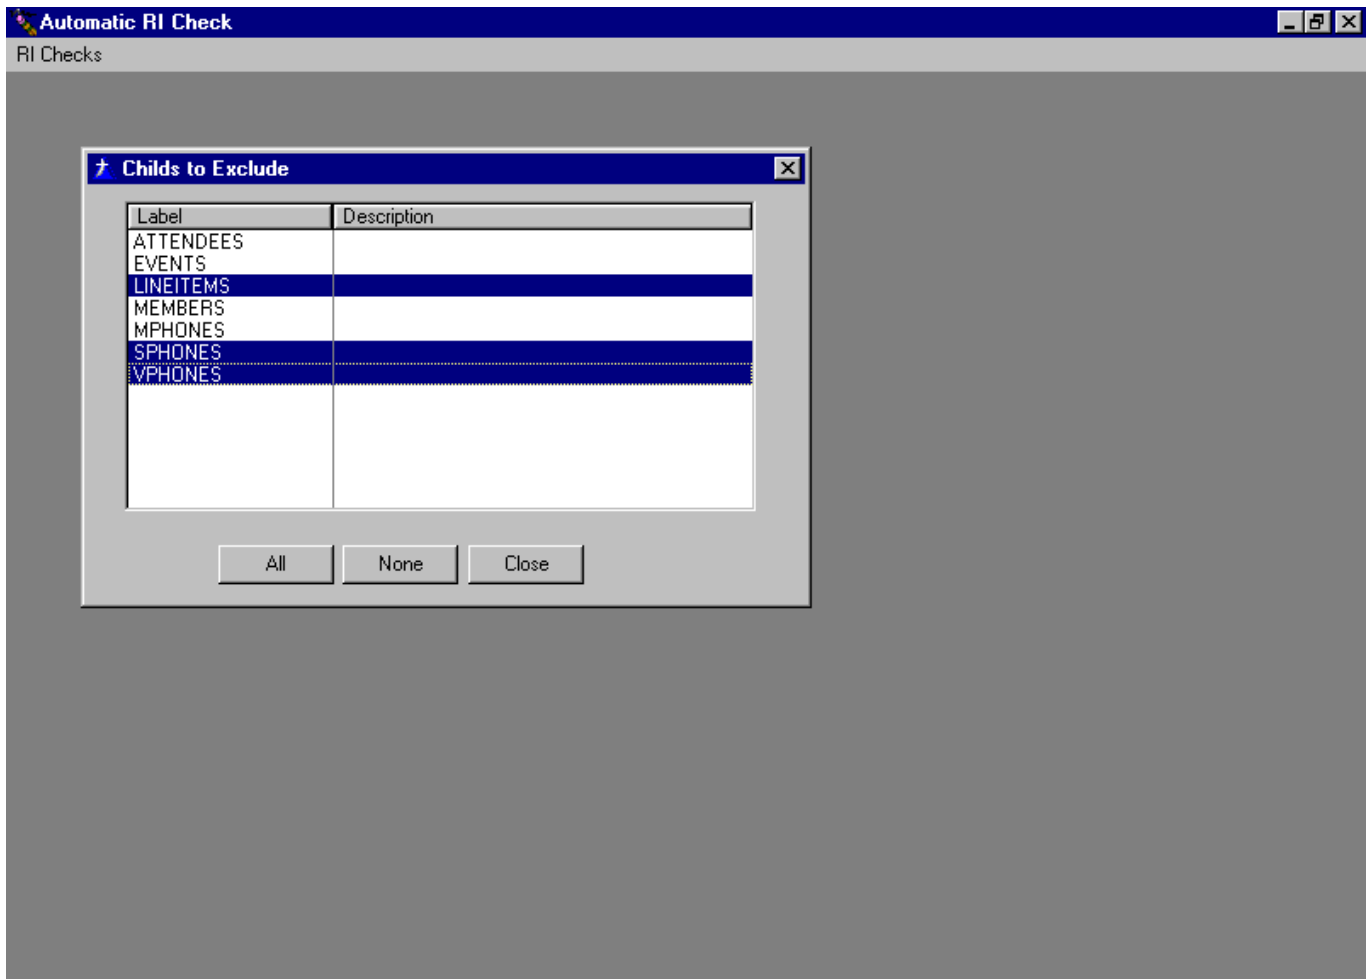 Automatic RI Check
RI Checks
Childs to Exclude
Label Description
ATTENDEES
EVENTS
LINEITEMS
MEMBERS
MPHONES
SPHONES
VPHONES
All None Close